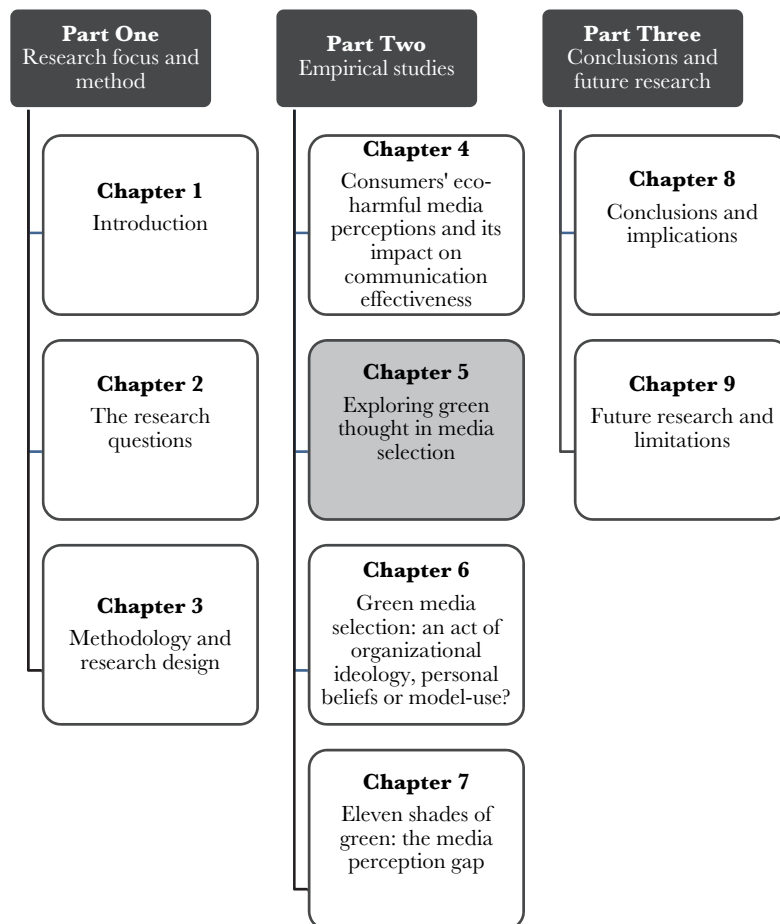 Part One
Research focus and
method
Chapter 1
Introduction
Chapter 2
The research
questions
Chapter 3
Methodology and
research design
Part Two
Empirical studies
Chapter 4
Consumers' eco-
harmful media
perceptions and its
impact on
communication
effectiveness
Chapter 5
Exploring green
thought in media
selection
Chapter 6
Green media
selection: an act of
organizational
ideology, personal
beliefs or model-use?
Chapter 7
Eleven shades of
green: the media
perception gap
Part Three
Conclusions and
future research
Chapter 8
Conclusions and
implications
Chapter 9
Future research and
limitations